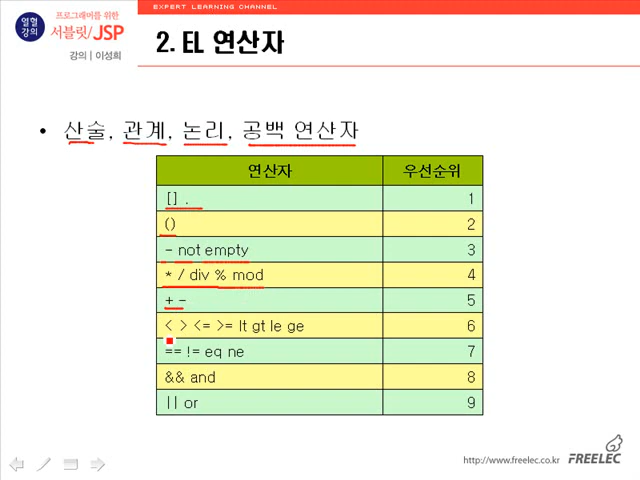 EXPERT LEARNING CHANNEL
열혈강의
프로그래머를 위한
서블릿/JSP
강의 | 이성희
2. EL 연산자
• 산술, 관계, 논리, 공백 연산자
연산자 우선순위
[] . 1
() 2
- not empty 3
* / div % mod 4
+ - 5
< > <= >= lt gt le ge 6
== != eq ne 7
&& and 8
|| or 9
http://www.freelec.co.kr FREELEC